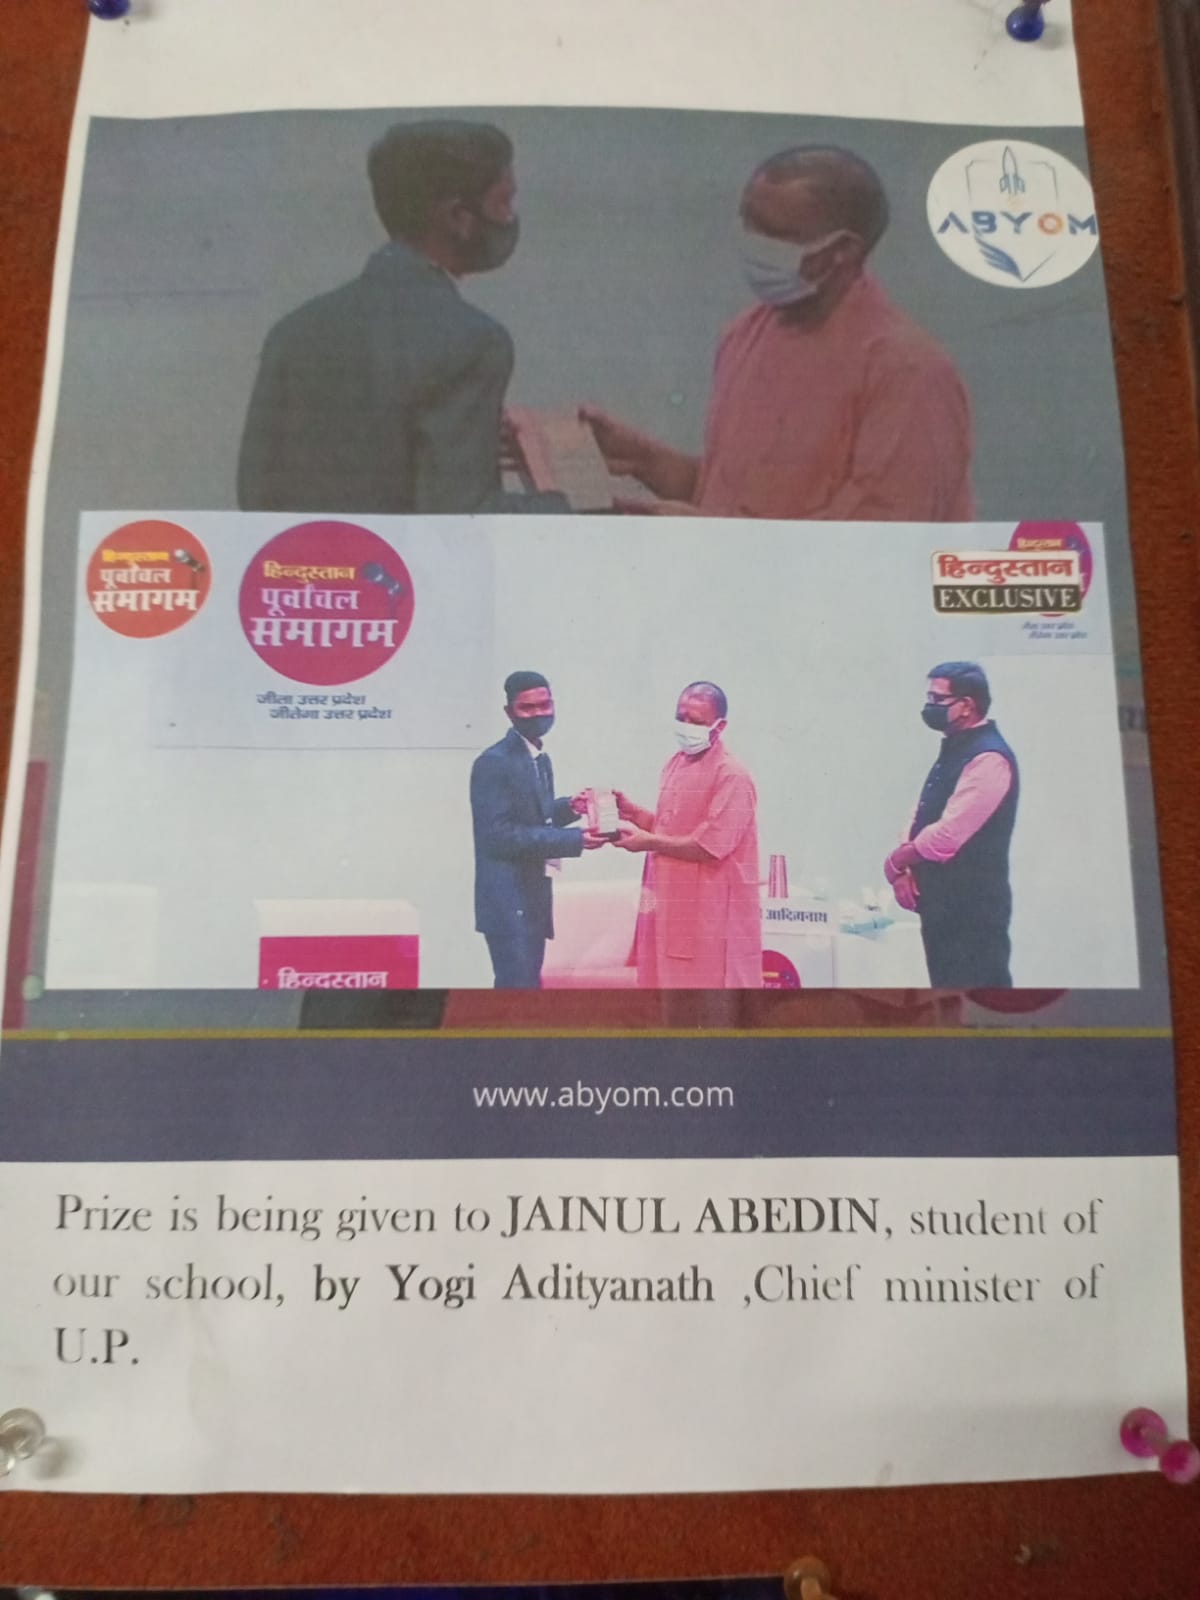 ABYOM
हिन्दुस्तान
पूर्वांचल
समागम
हिन्दुस्तान
पूर्वांचल
समागम
जीता उत्तर प्रदेश
जीतेगा उत्तर प्रदेश
हिन्दुस्तान
हिन्दुस्तान
EXCLUSIVE
आदित्यनाथ
हिन्दुस्तान
www.abyom.com
Prize is being given to JAINUL ABEDIN, student of
our school, by Yogi Adityanath ,Chief minister of
U.P.